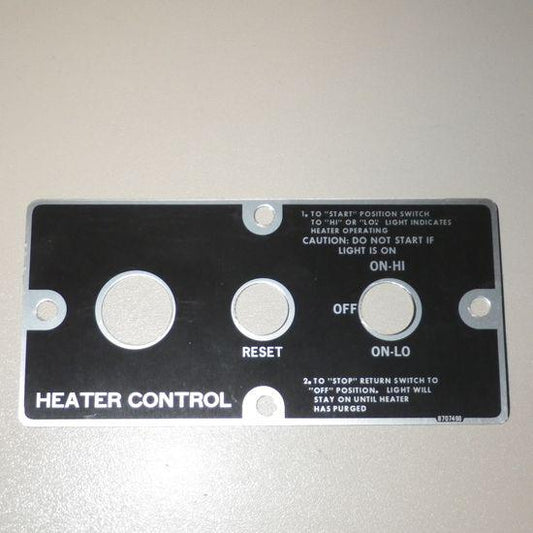 1. TO "START" POSITION SWITCH
TO "HI" OR "LO" LIGHT INDICATES
HEATER OPERATING
CAUTION: DO NOT START IF
LIGHT IS ON
ON-HI
OFF
RESET
ON-LO
2. TO "STOP" RETURN SWITCH TO
"OFF" POSITION. LIGHT WILL
STAY ON UNTIL HEATER
HAS PURGED
HEATER CONTROL
8707498